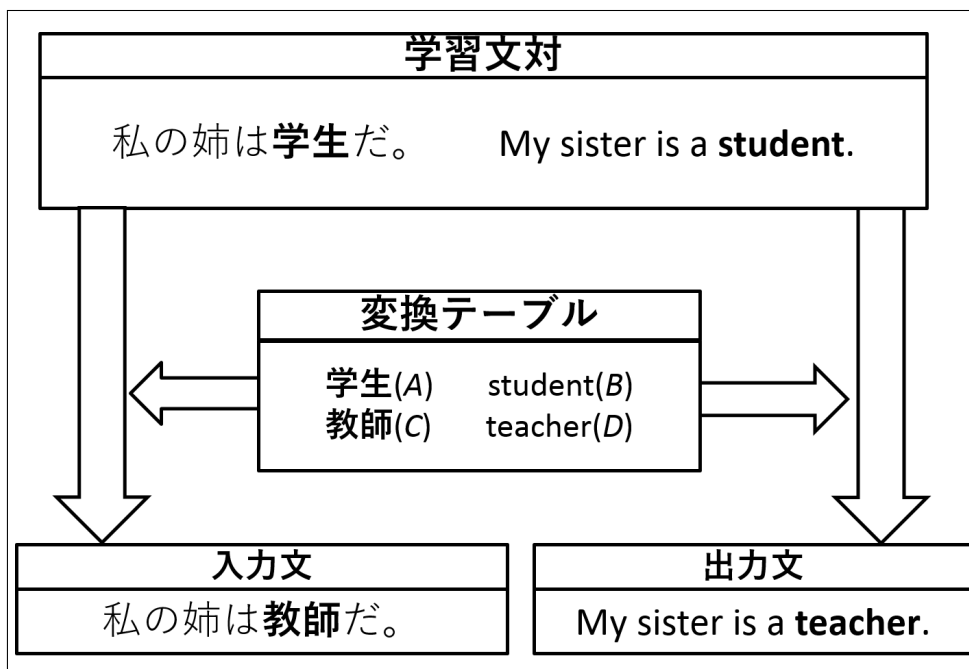 学習文対
私の姉は学生だ。 My sister is a student.
変換テーブル
学生(A) student(B)
教師(C) teacher(D)
入力文
私の姉は教師だ。
出力文
My sister is a teacher.